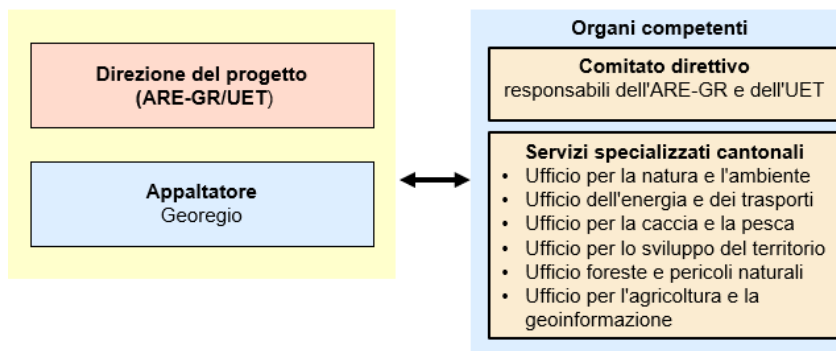 Direzione del progetto
(ARE-GR/UET)
Appaltatore
Georegio
Organi competenti
Comitato direttivo
responsabili dell'ARE-GR e dell'UET
Servizi specializzati cantonali
• Ufficio per la natura e l'ambiente
• Ufficio dell'energia e dei trasporti
• Ufficio per la caccia e la pesca
• Ufficio per lo sviluppo del territorio
• Ufficio foreste e pericoli naturali
• Ufficio per l'agricoltura e la
geoinformazione